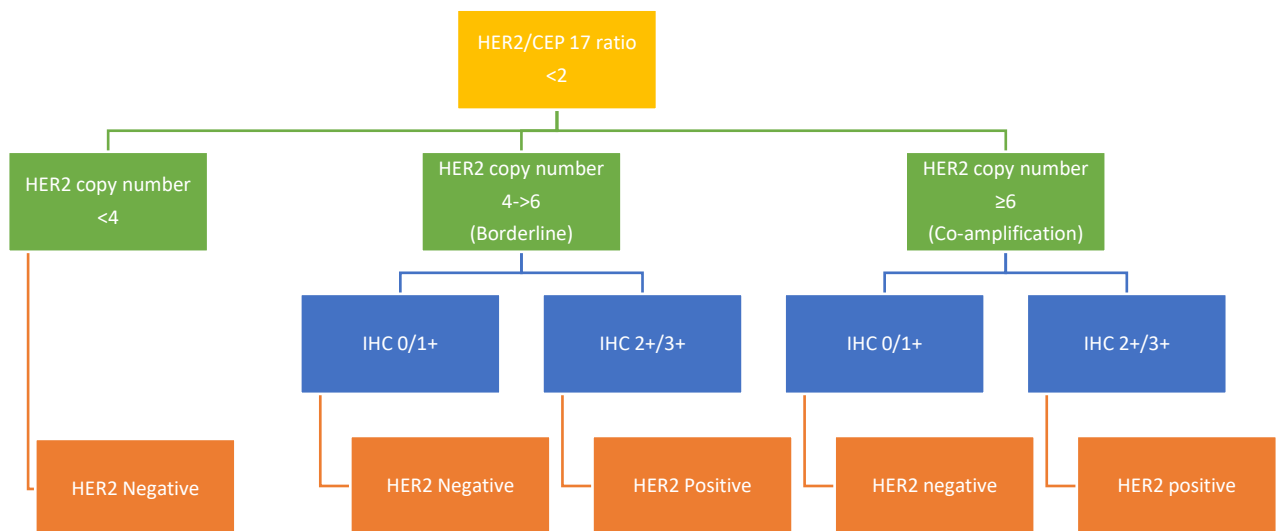 HER2/CEP 17 ratio
<2
HER2 copy number
<4
HER2 copy number
4->6
(Borderline)
HER2 copy number
≥6
(Co-amplification)
IHC 0/1+
IHC 2+/3+
IHC 0/1+
IHC 2+/3+
HER2 Negative
HER2 Negative
HER2 Positive
HER2 negative
HER2 positive